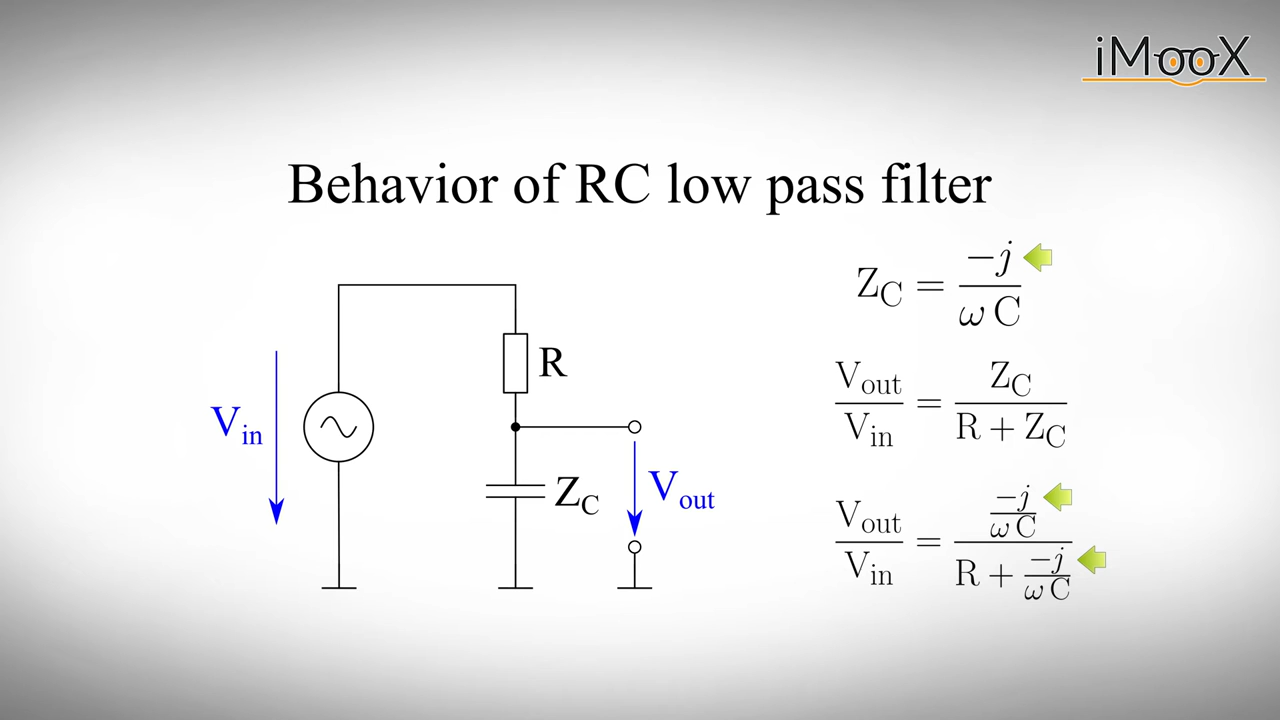 iMooX
Behavior of RC low pass filter
Z_C = −j / (ω C)
R
V_out / V_in = Z_C / (R + Z_C)
V_in
Z_C
V_out
V_out / V_in = (−j / (ω C)) / (R + −j / (ω C))